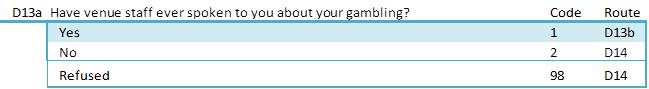 D13a Have venue staff ever spoken to you about your gambling? Code Route
Yes 1 D13b
No 2 D14
Refused 98 D14